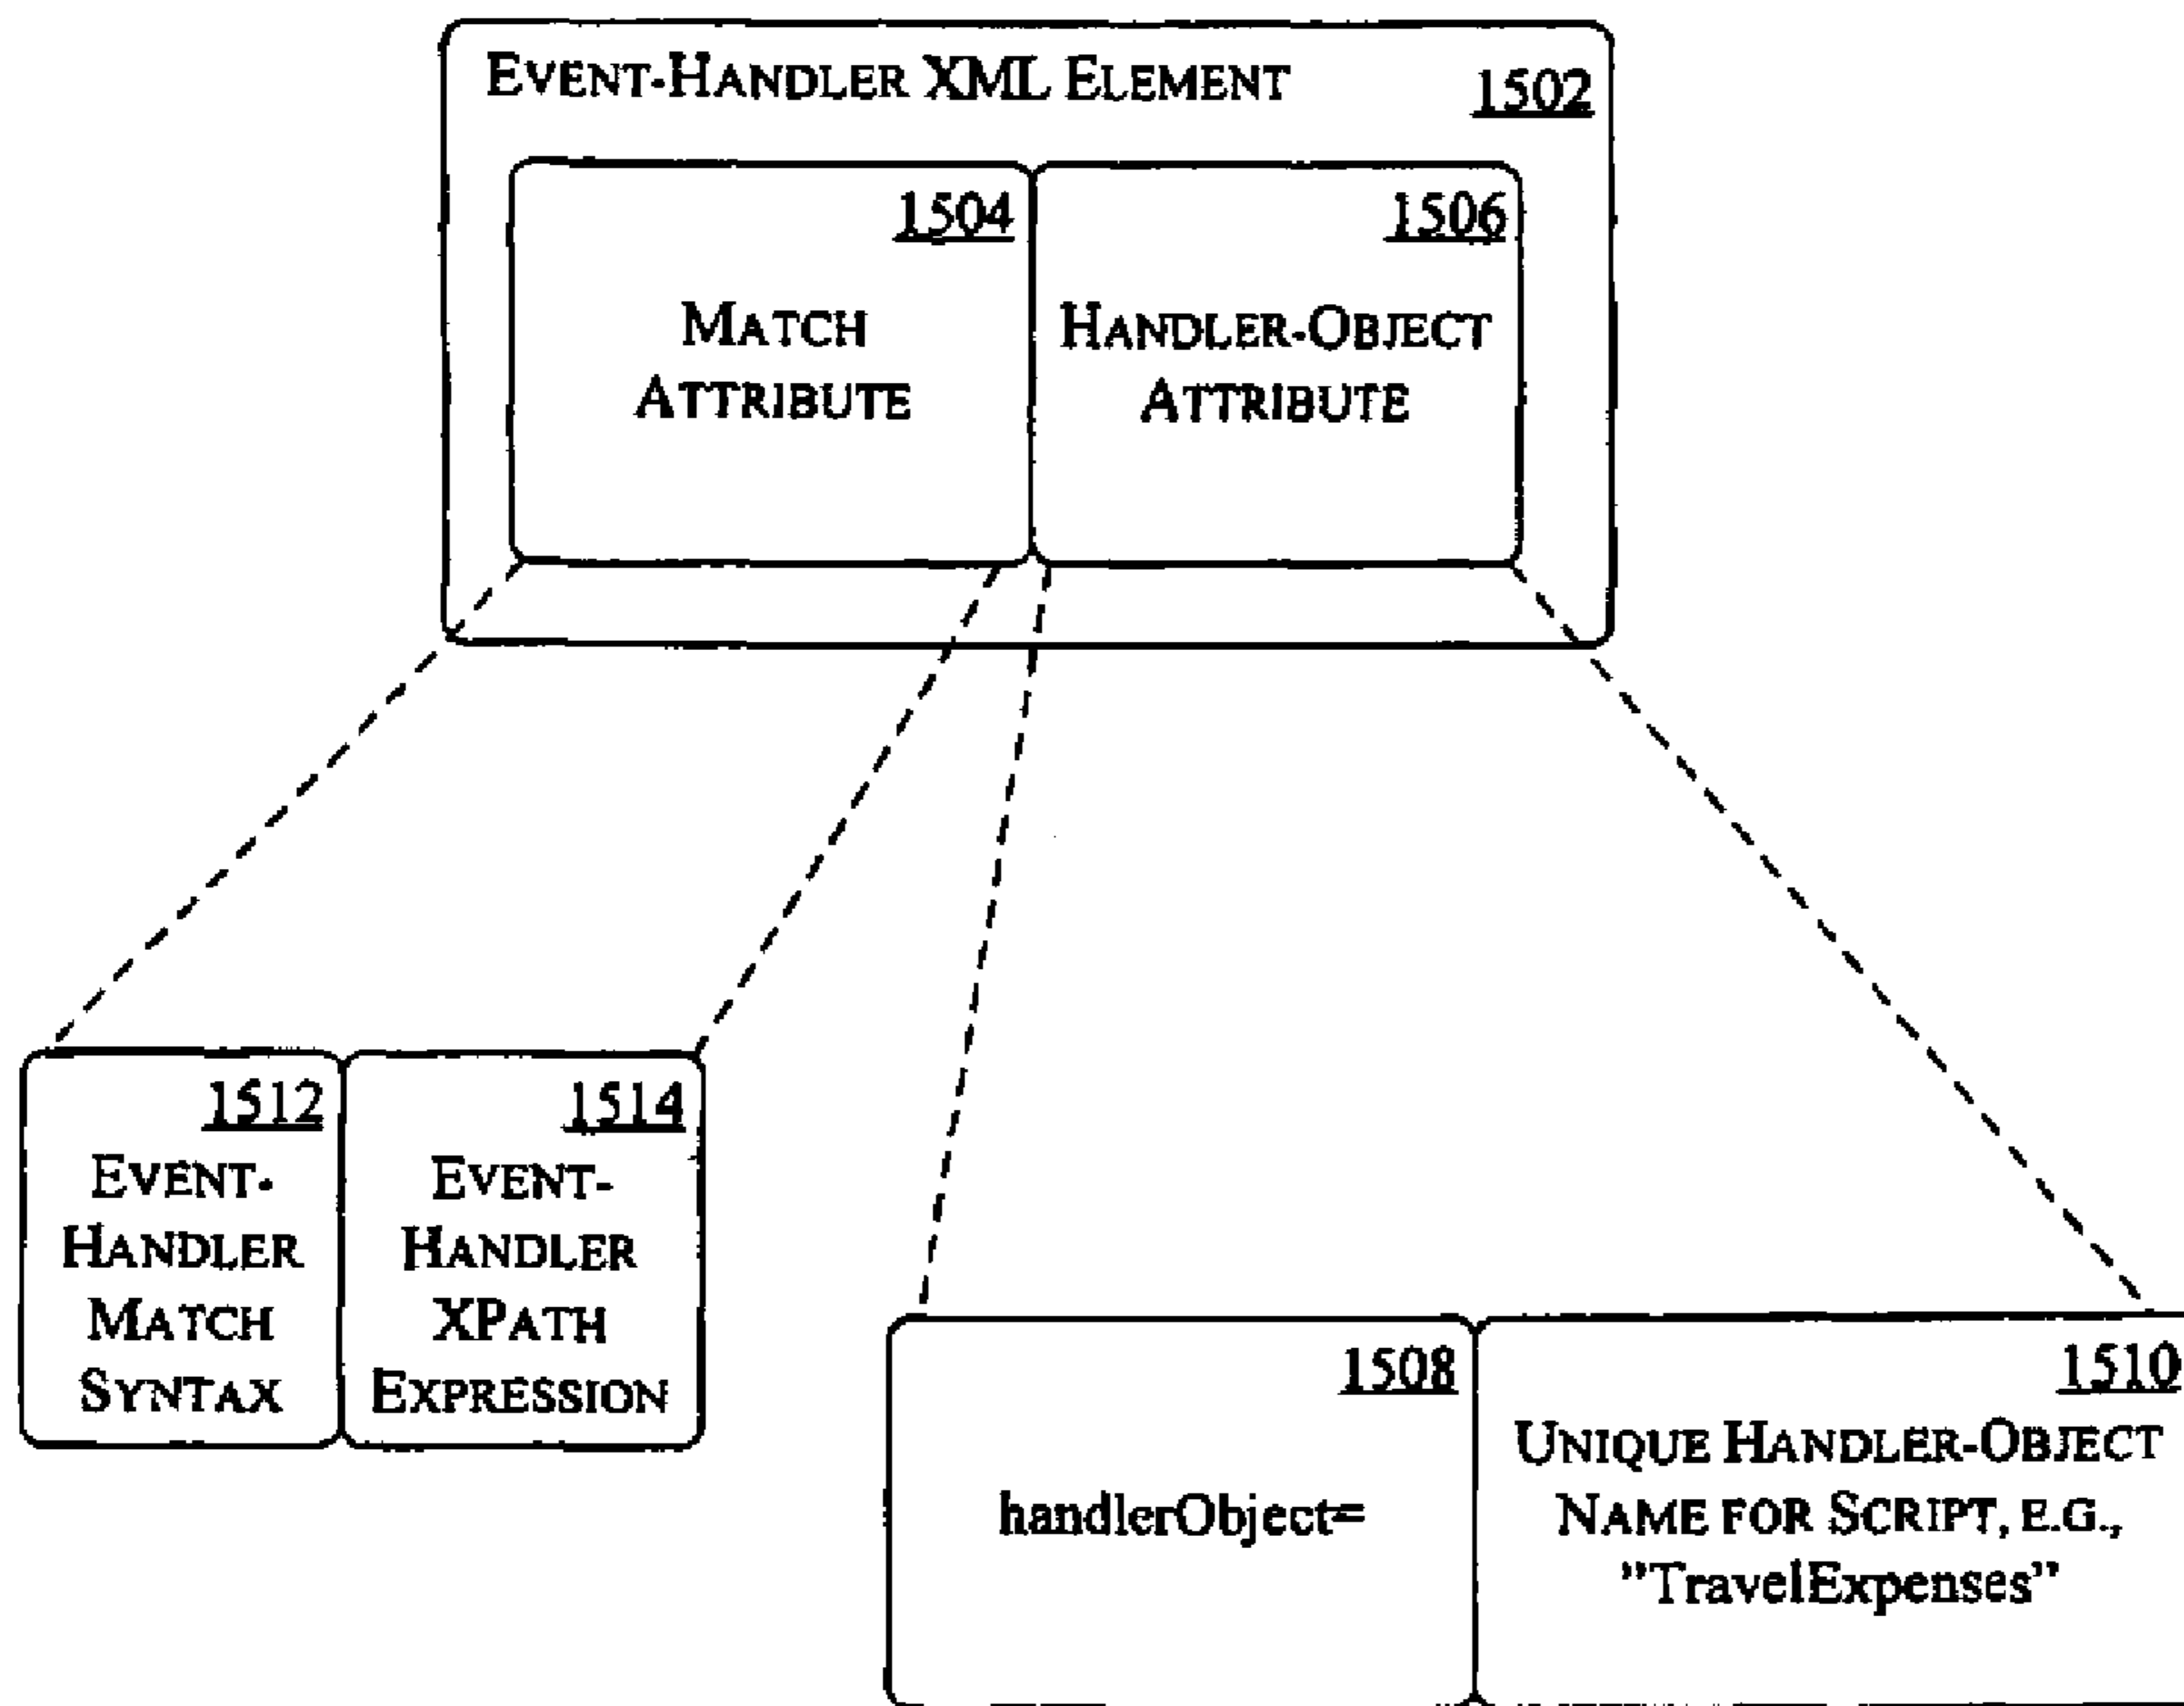 EVENT-HANDLER XML ELEMENT
1502
1504
MATCH
ATTRIBUTE
1506
HANDLER-OBJECT
ATTRIBUTE
1512
EVENT-
HANDLER
MATCH
SYNTAX
1514
EVENT-
HANDLER
XPATH
EXPRESSION
1508
handlerObject=
1510
UNIQUE HANDLER-OBJECT
NAME FOR SCRIPT, E.G.,
"TravelExpenses"